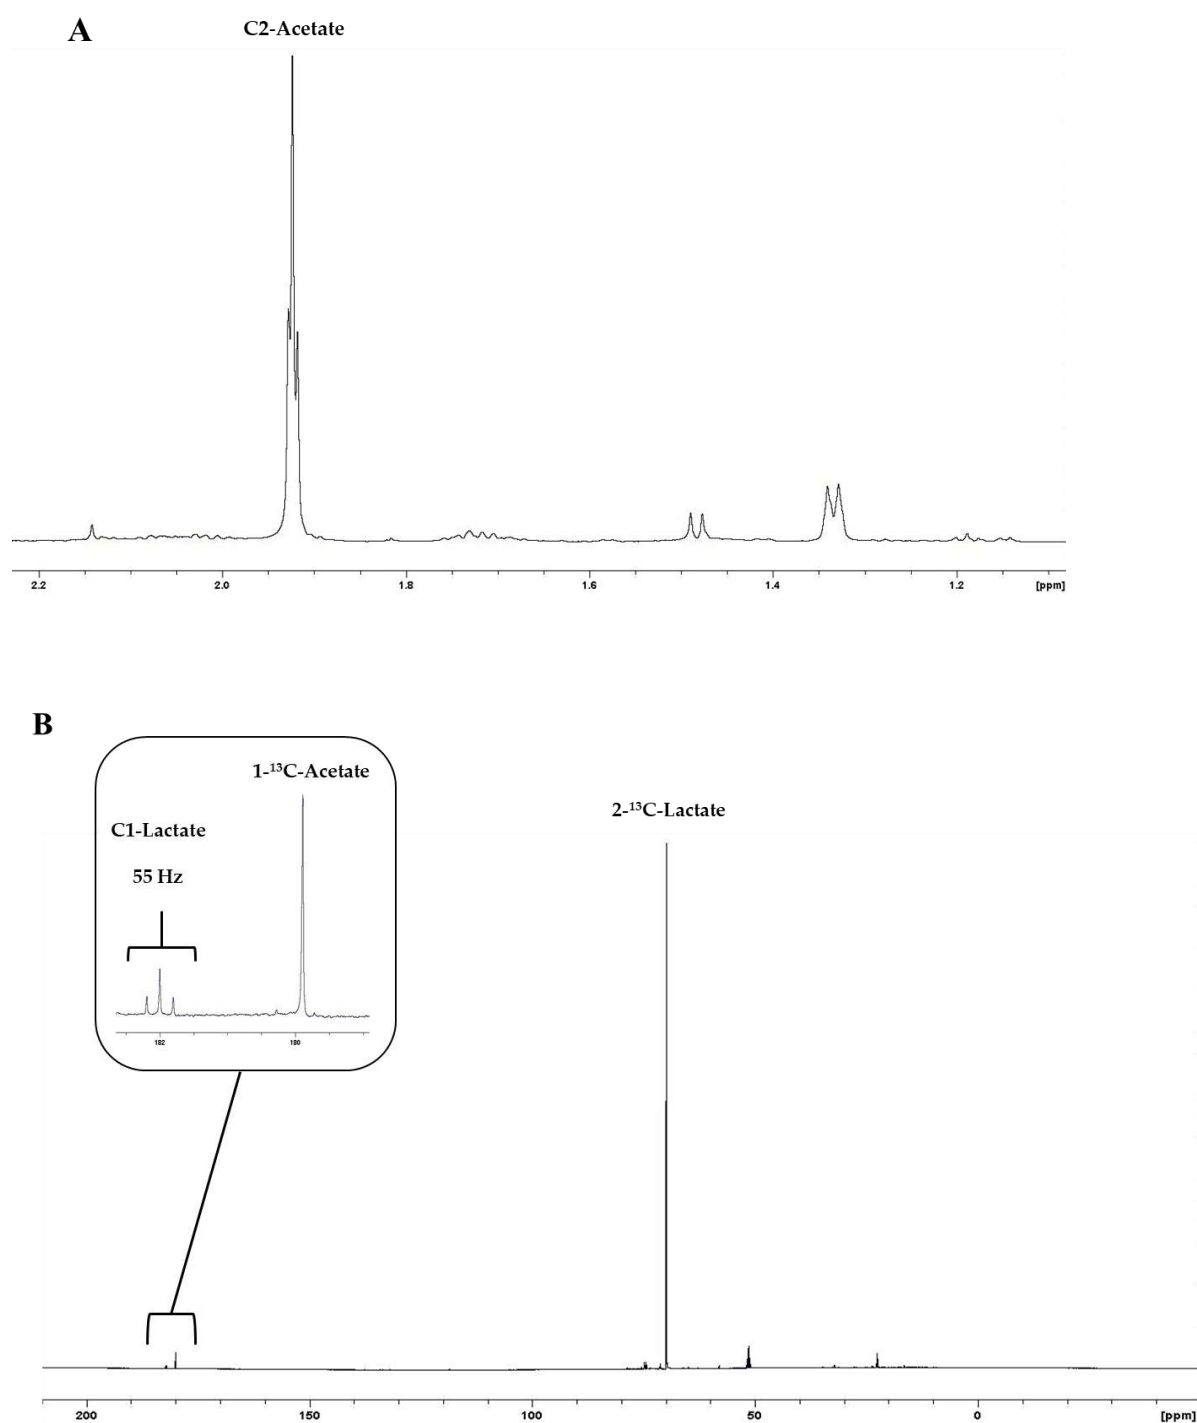 A
C2-Acetate
2.2 2.0 1.8 1.6 1.4 1.2 [ppm]
B
1-¹³C-Acetate
C1-Lactate
55 Hz
182 180
2-¹³C-Lactate
200 150 100 50 0 [ppm]